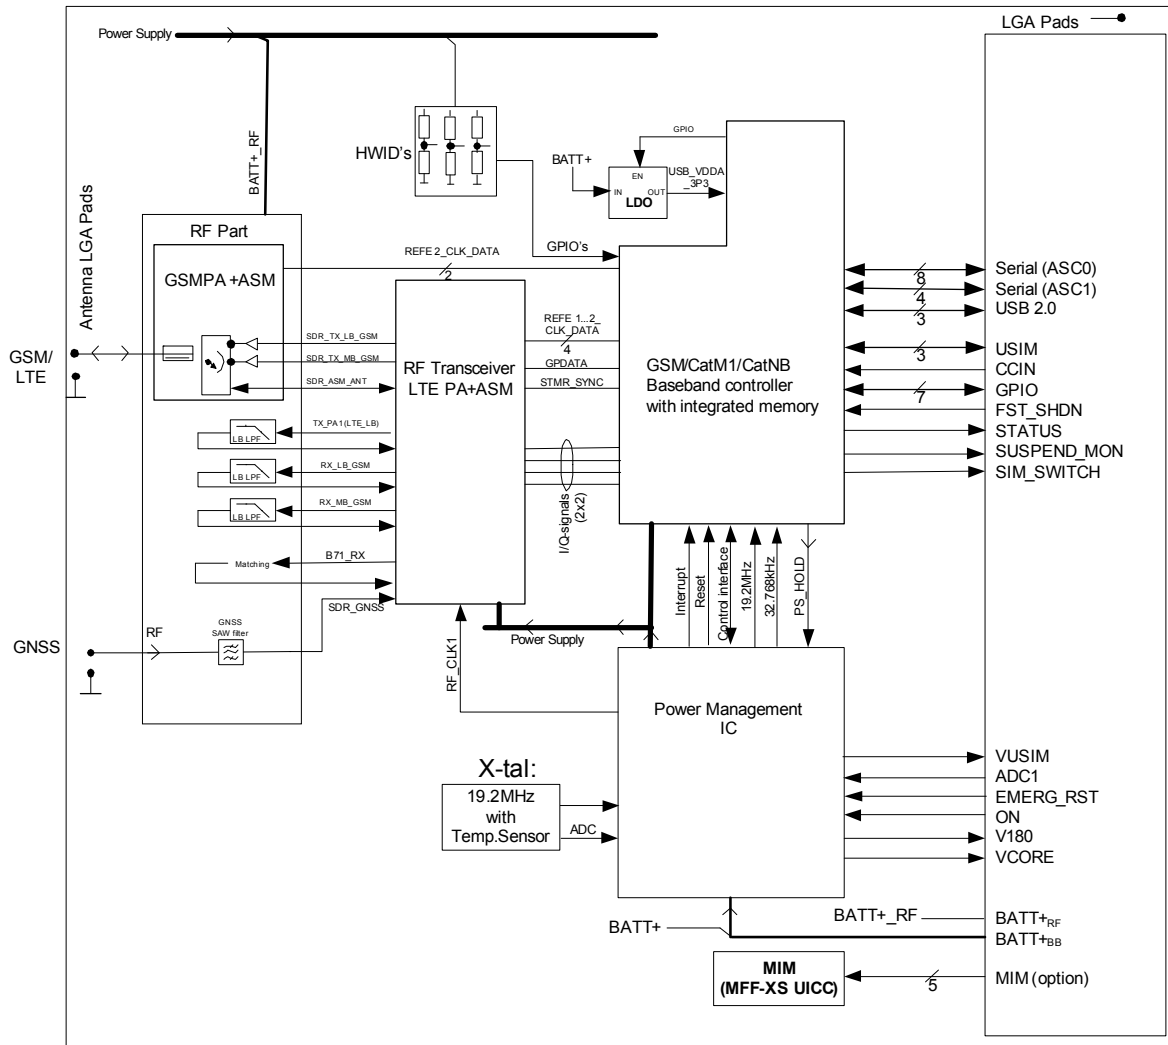 LGA Pads
Power Supply
HWID's
BATT+_RF
GPIO
BATT+
EN
IN
OUT
LDO
USB_VDDA
_3P3
GPIO's
Antenna LGA Pads
RF Part
GSMPA +ASM
REFE 2_CLK_DATA
2
GSM/
LTE
SDR_TX_LB_GSM
SDR_TX_MB_GSM
SDR_ASM_ANT
RF Transceiver
LTE PA+ASM
REFE 1...2_
CLK_DATA
4
GPDATA
STMR_SYNC
I/Q-signals
(2x2)
GSM/CatM1/CatNB
Baseband controller
with integrated memory
TX_PA1(LTE_LB)
LB LPF
RX_LB_GSM
LB LPF
RX_MB_GSM
LB LPF
B71_RX
Matching
SDR_GNSS
GNSS
RF
GNSS
SAW filter
Serial (ASC0)
8
Serial (ASC1)
4
USB 2.0
3
USIM
3
CCIN
GPIO
7
FST_SHDN
STATUS
SUSPEND_MON
SIM_SWITCH
Interrupt
Reset
Control interface
19.2MHz
32.768kHz
PS_HOLD
Power Supply
RF_CLK1
Power Management
IC
X-tal:
19.2MHz
with
Temp.Sensor
ADC
VUSIM
ADC1
EMERG_RST
ON
V180
VCORE
BATT+
BATT+_RF
BATT+RF
BATT+BB
MIM
(MFF-XS UICC)
5
MIM (option)